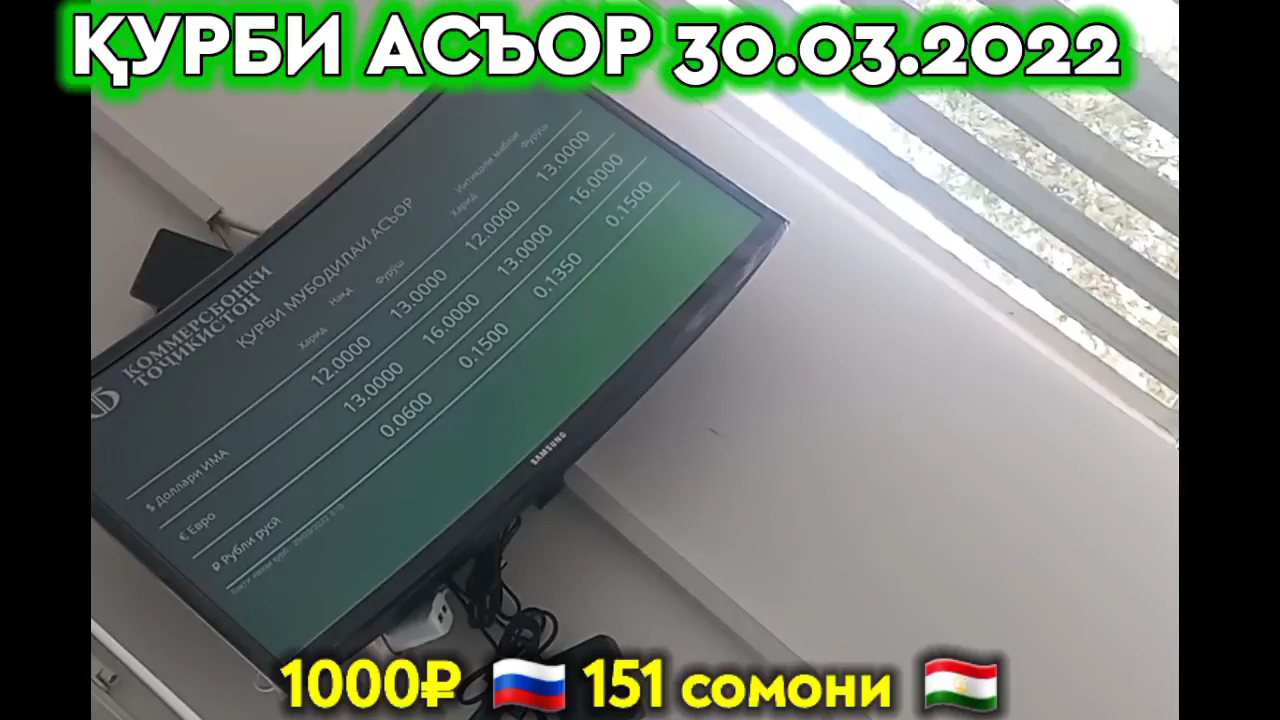 ҚУРБИ АСЪОР 30.03.2022
КОММЕРСБОНКИ
ТОҶИКИСТОН
ҚУРБИ МУБОДИЛАИ АСЪОР
Нақд Интиқоли маблағ
Харид Фурӯш Харид Фурӯш
$ Доллари ИМА 12.0000 13.0000 12.0000 13.0000
€ Евро 13.0000 16.0000 13.0000 16.0000
₽ Рубли русӣ 0.0600 0.1500 0.1350 0.1500
SAMSUNG
1000₽ 🇷🇺 151 сомони 🇹🇯